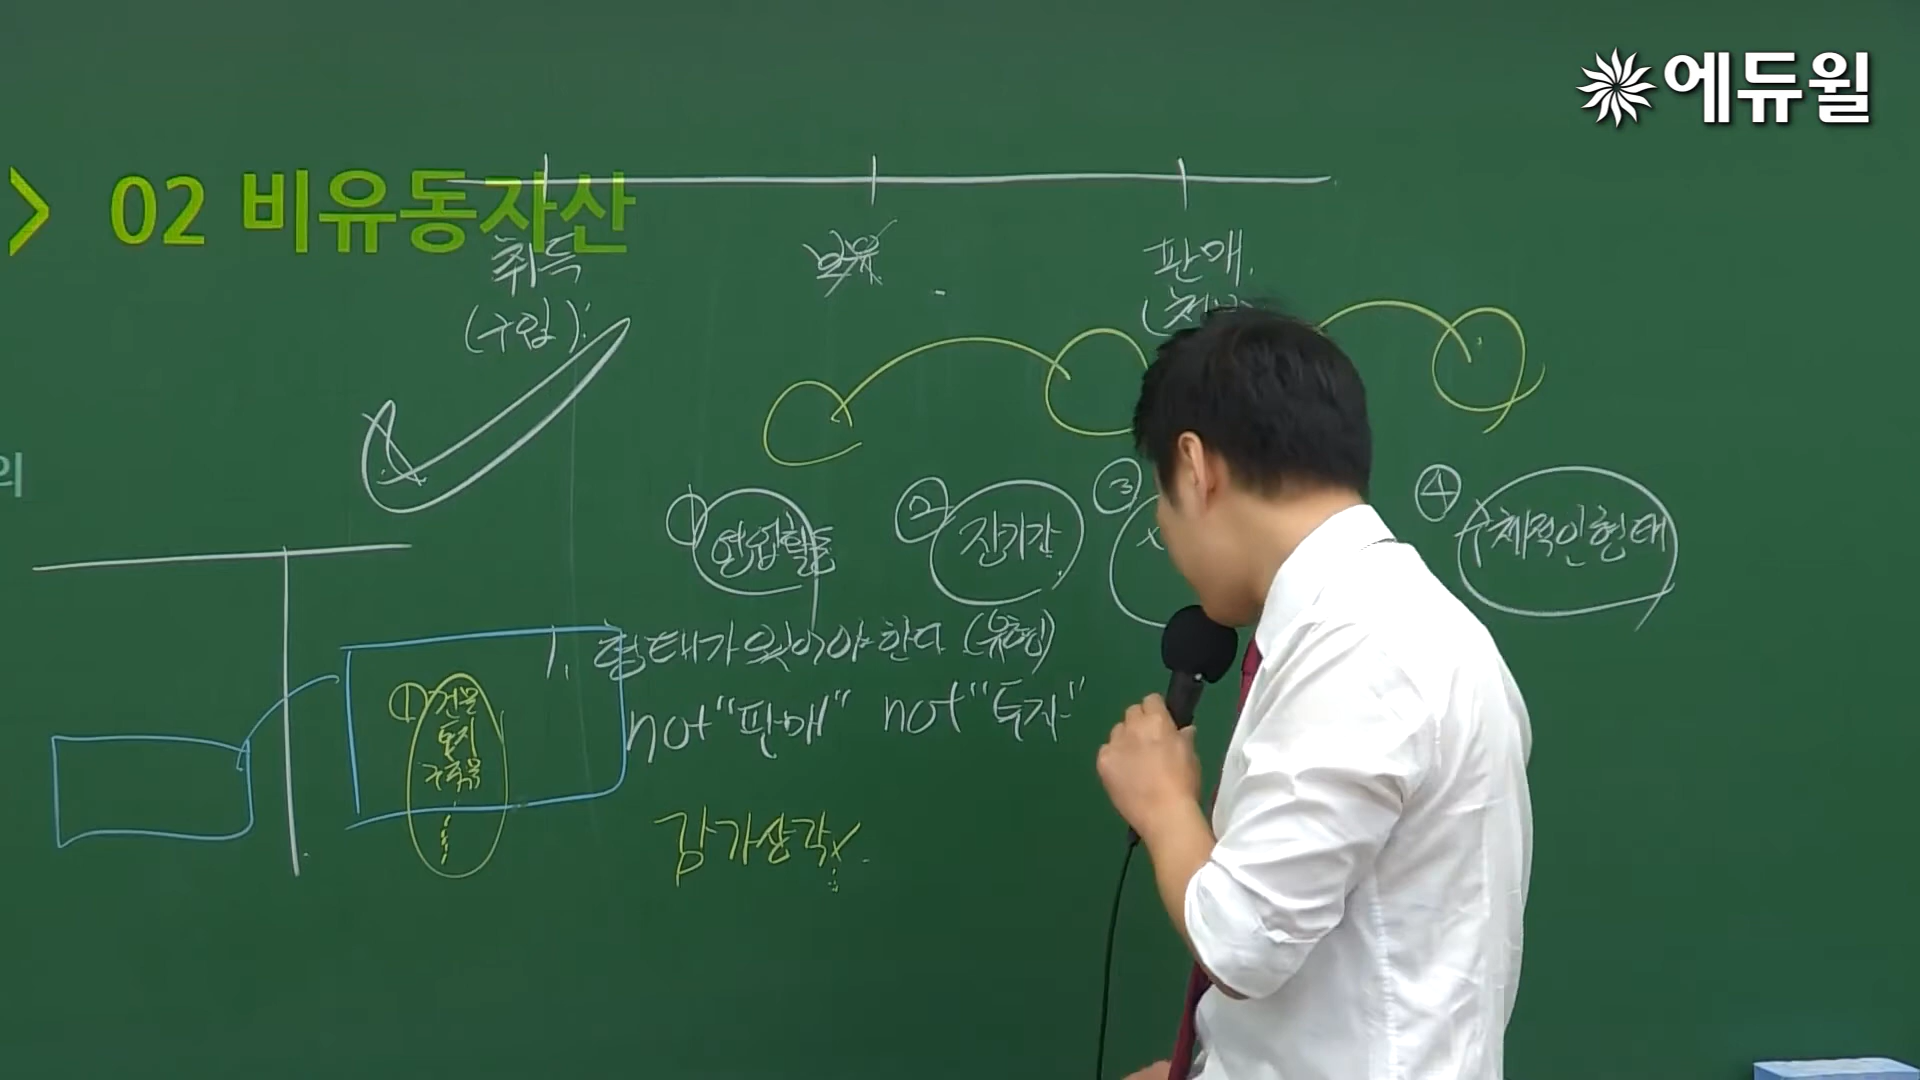 에듀윌
> 02 비유동자산
취득 보유 판매
(구입) (처
의
① 영업활동 ② 장기간 ③ ④ 구체적인 형태
1. 형태가 있어야 한다 (유형)
not "판매" not "투자"
① 건물
토지
구축물
감가상각x